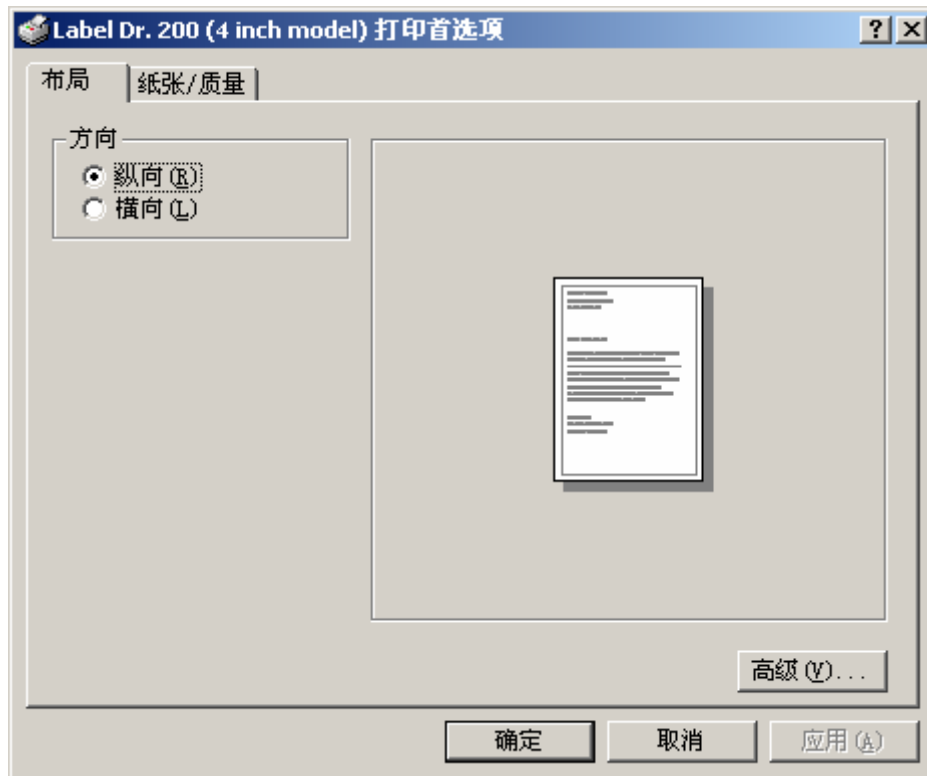 Label Dr. 200 (4 inch model) 打印首选项
布局
纸张/质量
方向
纵向(R)
横向(L)
高级(V)...
确定
取消
应用(A)